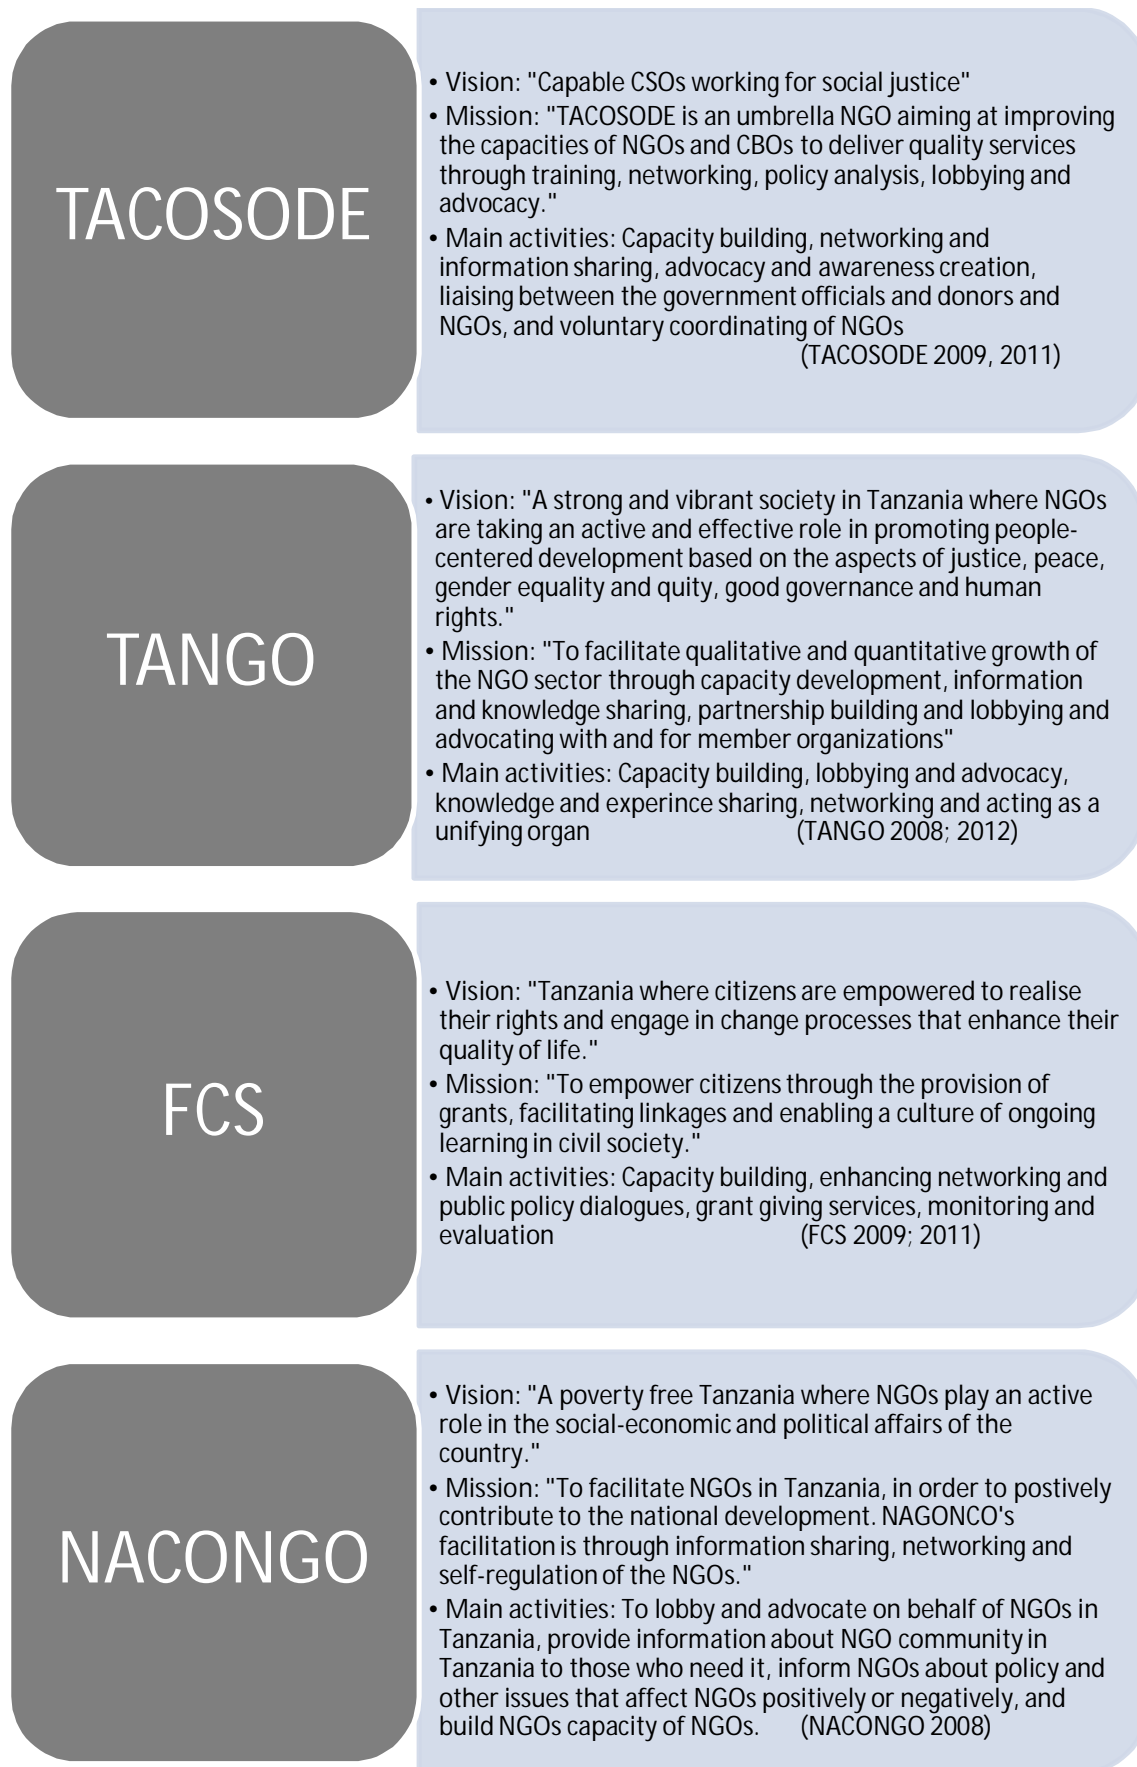 TACOSODE
• Vision: "Capable CSOs working for social justice"
• Mission: "TACOSODE is an umbrella NGO aiming at improving
the capacities of NGOs and CBOs to deliver quality services
through training, networking, policy analysis, lobbying and
advocacy."
• Main activities: Capacity building, networking and
information sharing, advocacy and awareness creation,
liaising between the government officials and donors and
NGOs, and voluntary coordinating of NGOs
(TACOSODE 2009, 2011)
TANGO
• Vision: "A strong and vibrant society in Tanzania where NGOs
are taking an active and effective role in promoting people-
centered development based on the aspects of justice, peace,
gender equality and quity, good governance and human
rights."
• Mission: "To facilitate qualitative and quantitative growth of
the NGO sector through capacity development, information
and knowledge sharing, partnership building and lobbying and
advocating with and for member organizations"
• Main activities: Capacity building, lobbying and advocacy,
knowledge and experince sharing, networking and acting as a
unifying organ (TANGO 2008; 2012)
FCS
• Vision: "Tanzania where citizens are empowered to realise
their rights and engage in change processes that enhance their
quality of life."
• Mission: "To empower citizens through the provision of
grants, facilitating linkages and enabling a culture of ongoing
learning in civil society."
• Main activities: Capacity building, enhancing networking and
public policy dialogues, grant giving services, monitoring and
evaluation (FCS 2009; 2011)
NACONGO
• Vision: "A poverty free Tanzania where NGOs play an active
role in the social-economic and political affairs of the
country."
• Mission: "To facilitate NGOs in Tanzania, in order to postively
contribute to the national development. NAGONCO's
facilitation is through information sharing, networking and
self-regulation of the NGOs."
• Main activities: To lobby and advocate on behalf of NGOs in
Tanzania, provide information about NGO community in
Tanzania to those who need it, inform NGOs about policy and
other issues that affect NGOs positively or negatively, and
build NGOs capacity of NGOs. (NACONGO 2008)